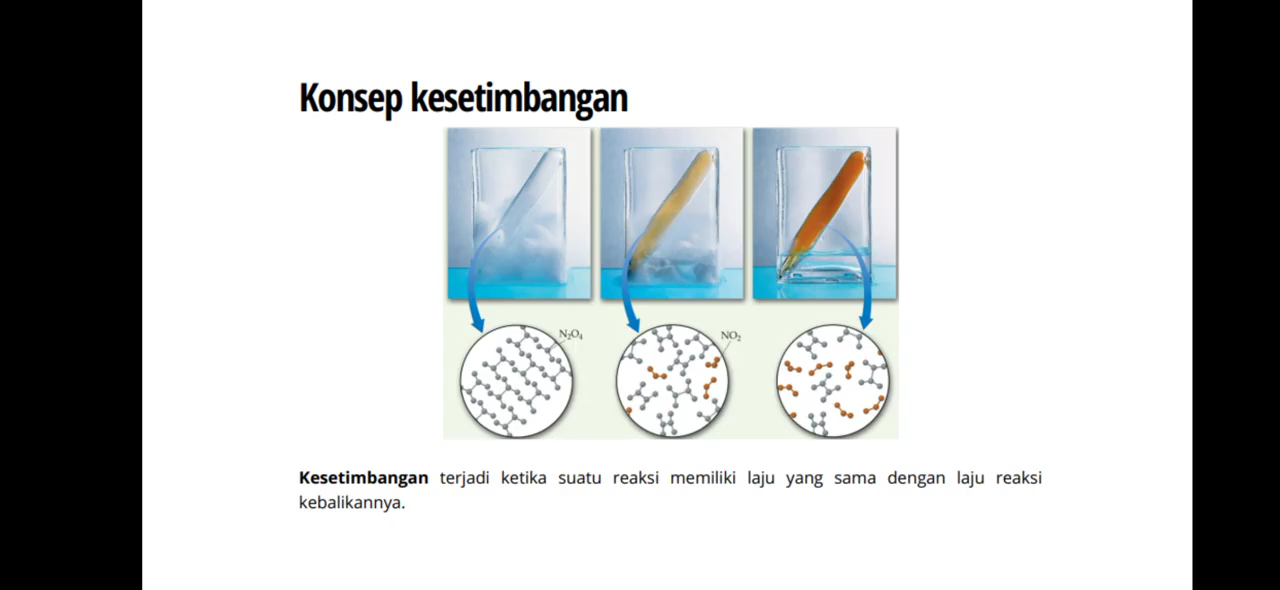 Konsep kesetimbangan
N₂O₄
NO₂
Kesetimbangan terjadi ketika suatu reaksi memiliki laju yang sama dengan laju reaksi
kebalikannya.